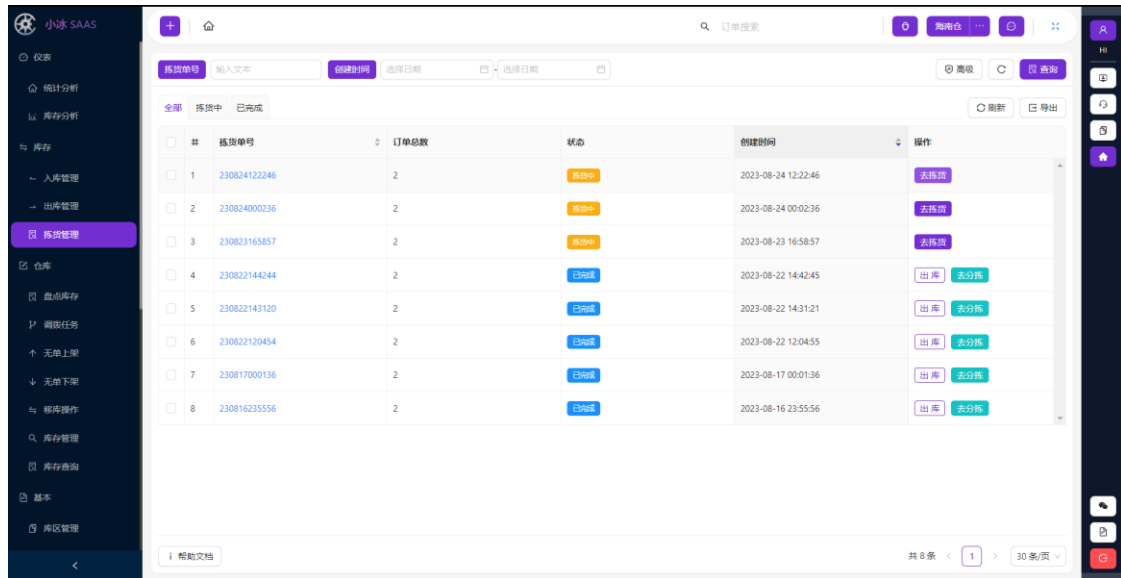 小冰 SAAS
订单搜索
海南仓
HI
仪表
统计分析
库存分析
库存
入库管理
出库管理
拣货管理
仓库
盘点库存
调拨任务
无单上架
无单下架
移库操作
库存管理
库存查询
基本
库区管理
拣货单号 输入文本 创建时间 选择日期 - 选择日期 高级 查询
全部 拣货中 已完成 刷新 导出
# 拣货单号 订单总数 状态 创建时间 操作
1 230824122246 2 拣货中 2023-08-24 12:22:46 去拣货
2 230824000236 2 拣货中 2023-08-24 00:02:36 去拣货
3 230823165857 2 拣货中 2023-08-23 16:58:57 去拣货
4 230822144244 2 已完成 2023-08-22 14:42:45 出库 去分拣
5 230822143120 2 已完成 2023-08-22 14:31:21 出库 去分拣
6 230822120454 2 已完成 2023-08-22 12:04:55 出库 去分拣
7 230817000136 2 已完成 2023-08-17 00:01:36 出库 去分拣
8 230816235556 2 已完成 2023-08-16 23:55:56 出库 去分拣
帮助文档 共 8 条 < 1 > 30 条/页